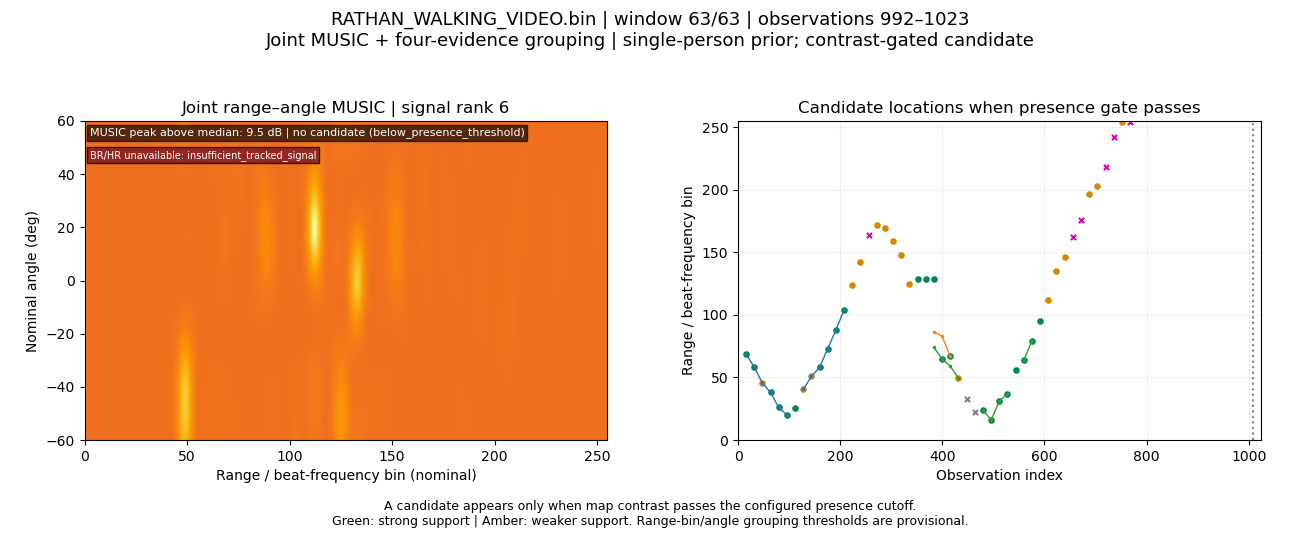 RATHAN_WALKING_VIDEO.bin | window 63/63 | observations 992–1023
Joint MUSIC + four-evidence grouping | single-person prior; contrast-gated candidate
Joint range–angle MUSIC | signal rank 6
MUSIC peak above median: 9.5 dB | no candidate (below_presence_threshold)
BR/HR unavailable: insufficient_tracked_signal
60
40
20
0
−20
−40
−60
Nominal angle (deg)
0 50 100 150 200 250
Range / beat-frequency bin (nominal)
Candidate locations when presence gate passes
250
200
150
100
50
0
Range / beat-frequency bin
0 200 400 600 800 1000
Observation index
A candidate appears only when map contrast passes the configured presence cutoff.
Green: strong support | Amber: weaker support. Range-bin/angle grouping thresholds are provisional.